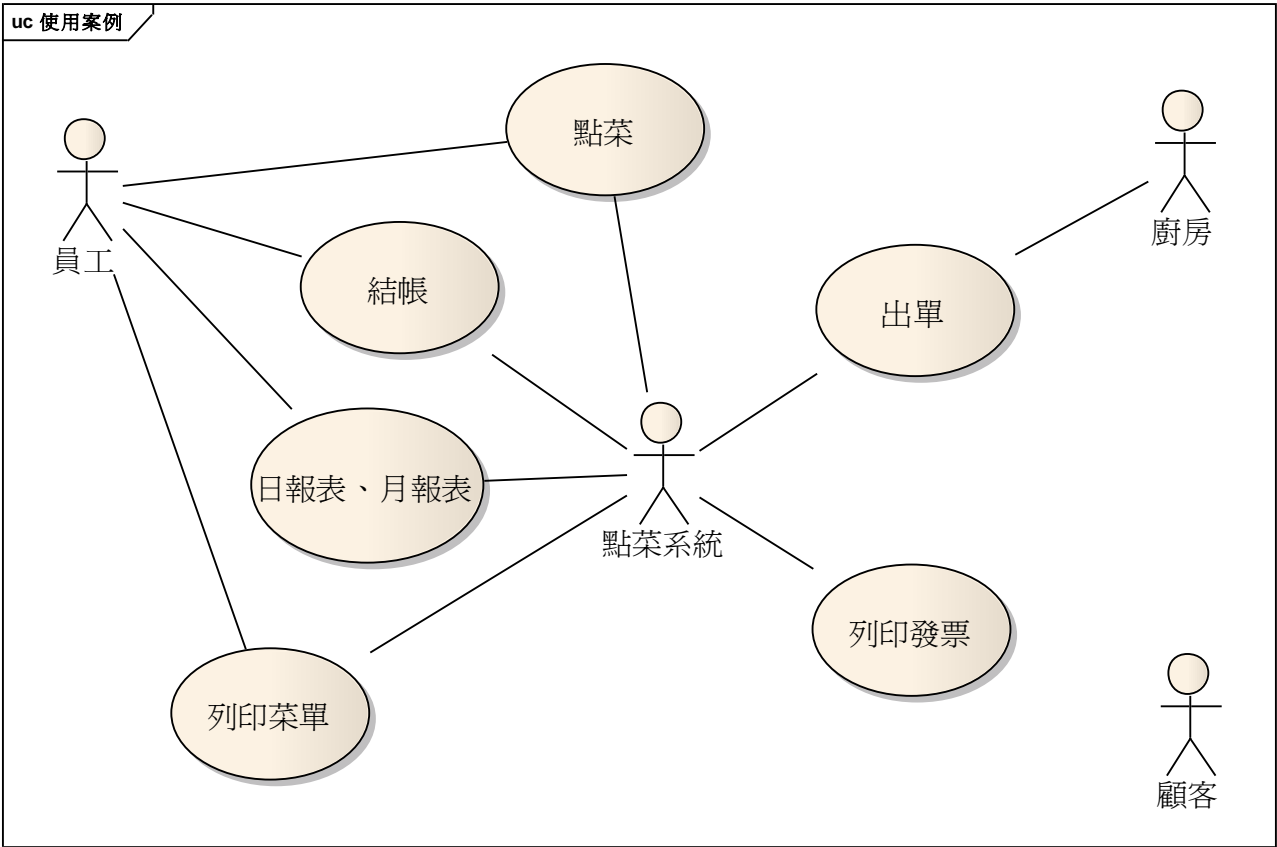 uc 使用案例
點菜
員工
廚房
結帳
出單
日報表、月報表
點菜系統
列印發票
列印菜單
顧客